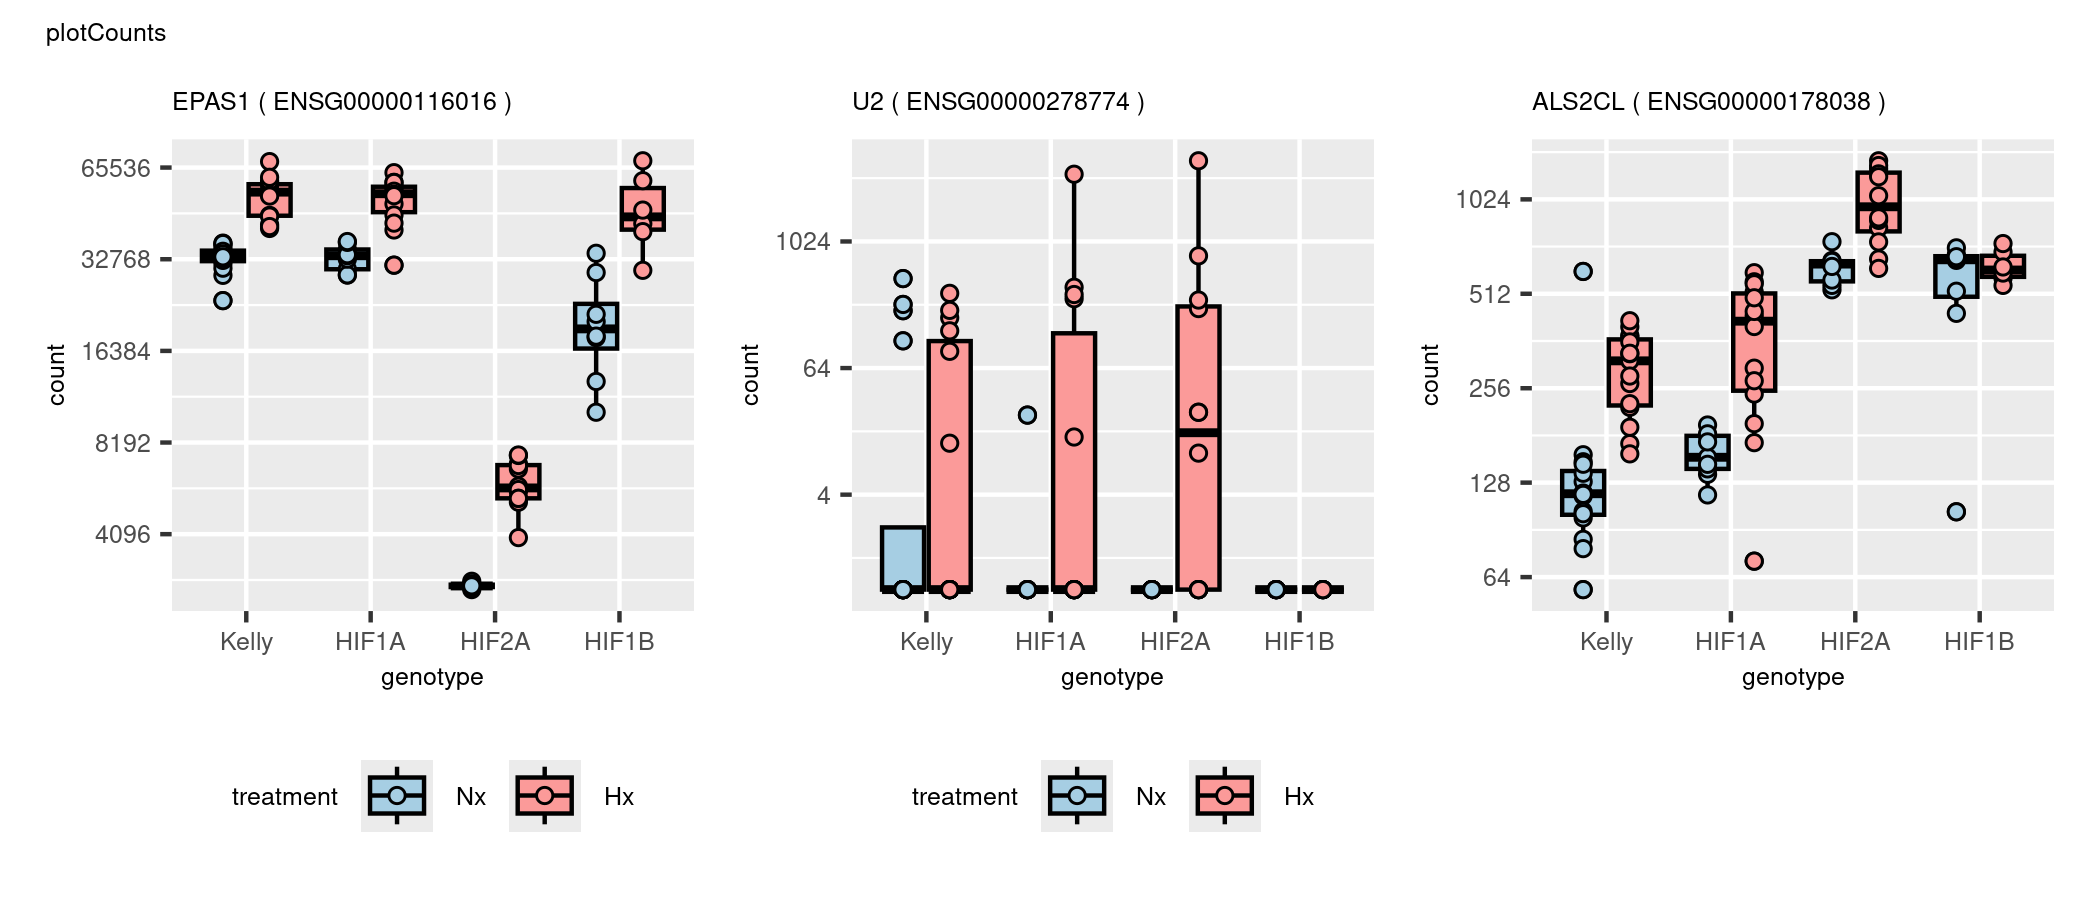 plotCounts
EPAS1 ( ENSG00000116016 )
65536
32768
16384
8192
4096
count
Kelly HIF1A HIF2A HIF1B
genotype
treatment Nx Hx
U2 ( ENSG00000278774 )
1024
64
4
count
Kelly HIF1A HIF2A HIF1B
genotype
treatment Nx Hx
ALS2CL ( ENSG00000178038 )
1024
512
256
128
64
count
Kelly HIF1A HIF2A HIF1B
genotype